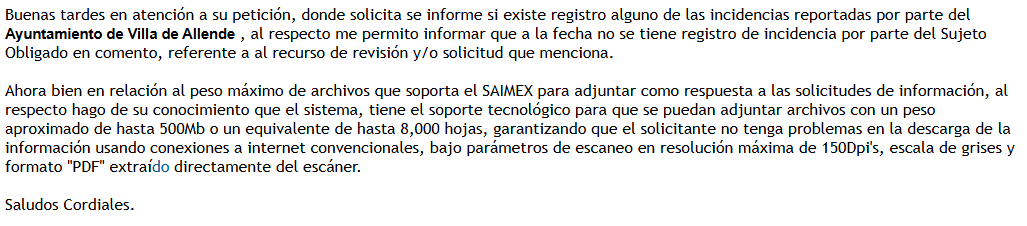 Buenas tardes en atención a su petición, donde solicita se informe si existe registro alguno de las incidencias reportadas por parte del
Ayuntamiento de Villa de Allende , al respecto me permito informar que a la fecha no se tiene registro de incidencia por parte del Sujeto
Obligado en comento, referente a al recurso de revisión y/o solicitud que menciona.
Ahora bien en relación al peso máximo de archivos que soporta el SAIMEX para adjuntar como respuesta a las solicitudes de información, al
respecto hago de su conocimiento que el sistema, tiene el soporte tecnológico para que se puedan adjuntar archivos con un peso
aproximado de hasta 500Mb o un equivalente de hasta 8,000 hojas, garantizando que el solicitante no tenga problemas en la descarga de la
información usando conexiones a internet convencionales, bajo parámetros de escaneo en resolución máxima de 150Dpi's, escala de grises y
formato "PDF" extraído directamente del escáner.
Saludos Cordiales.